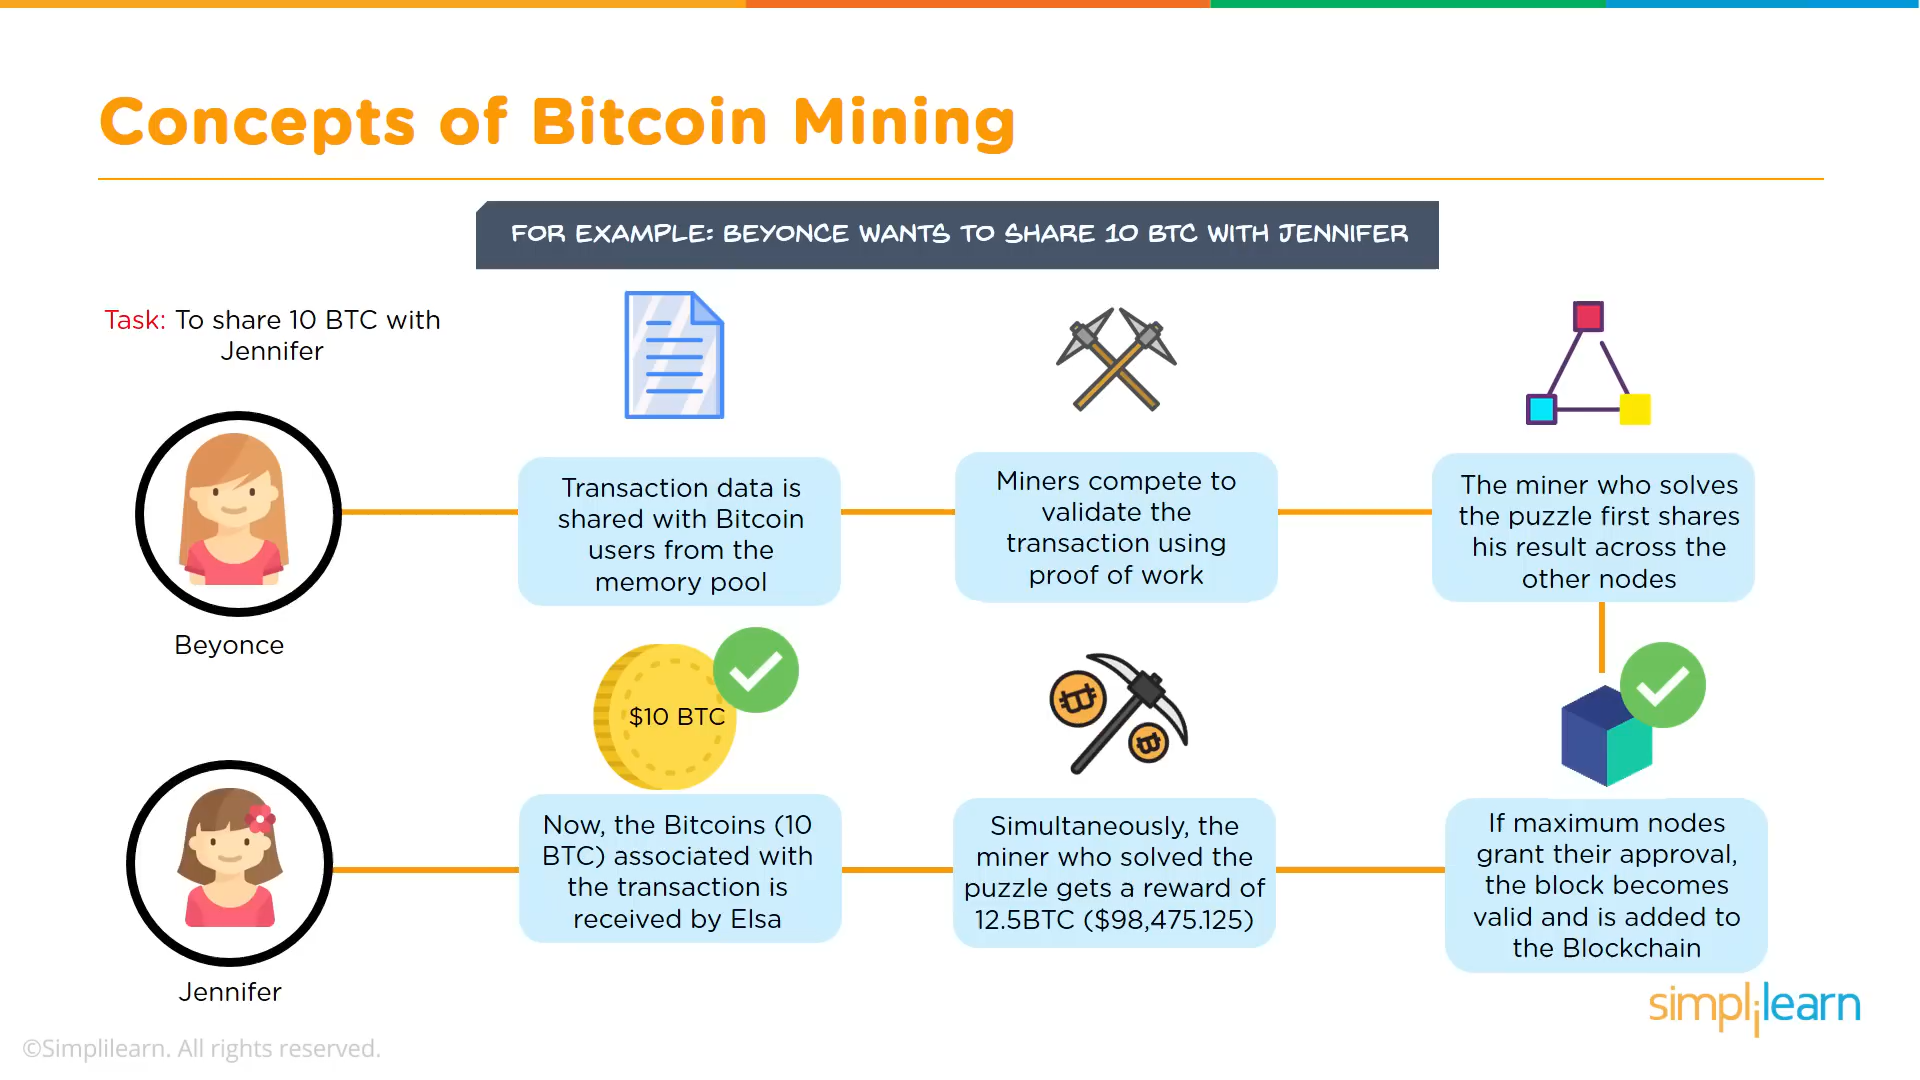 Concepts of Bitcoin Mining
FOR EXAMPLE: BEYONCE WANTS TO SHARE 10 BTC WITH JENNIFER
Task: To share 10 BTC with
Jennifer
Beyonce
Transaction data is
shared with Bitcoin
users from the
memory pool
Miners compete to
validate the
transaction using
proof of work
The miner who solves
the puzzle first shares
his result across the
other nodes
If maximum nodes
grant their approval,
the block becomes
valid and is added to
the Blockchain
Simultaneously, the
miner who solved the
puzzle gets a reward of
12.5BTC ($98,475.125)
$10 BTC
Now, the Bitcoins (10
BTC) associated with
the transaction is
received by Elsa
Jennifer
simplilearn
©Simplilearn. All rights reserved.